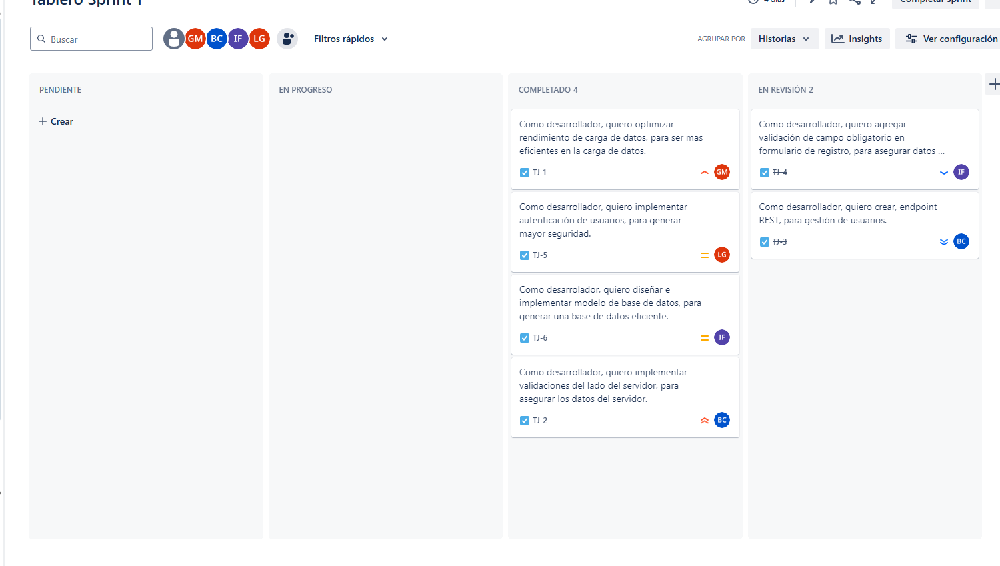 Tablero Sprint 1
4 días
Completar sprint
Buscar
GM BC IF LG
Filtros rápidos
AGRUPAR POR
Historias
Insights
Ver configuración
PENDIENTE
+ Crear
EN PROGRESO
COMPLETADO 4
Como desarrollador, quiero optimizar
rendimiento de carga de datos, para ser mas
eficientes en la carga de datos.
TJ-1
GM
Como desarrollador, quiero implementar
autenticación de usuarios, para generar
mayor seguridad.
TJ-5
LG
Como desarrolador, quiero diseñar e
implementar modelo de base de datos, para
generar una base de datos eficiente.
TJ-6
IF
Como desarrollador, quiero implementar
validaciones del lado del servidor, para
asegurar los datos del servidor.
TJ-2
BC
EN REVISIÓN 2
Como desarrollador, quiero agregar
validación de campo obligatorio en
formulario de registro, para asegurar datos ...
TJ-4
IF
Como desarrollador, quiero crear, endpoint
REST, para gestión de usuarios.
TJ-3
BC